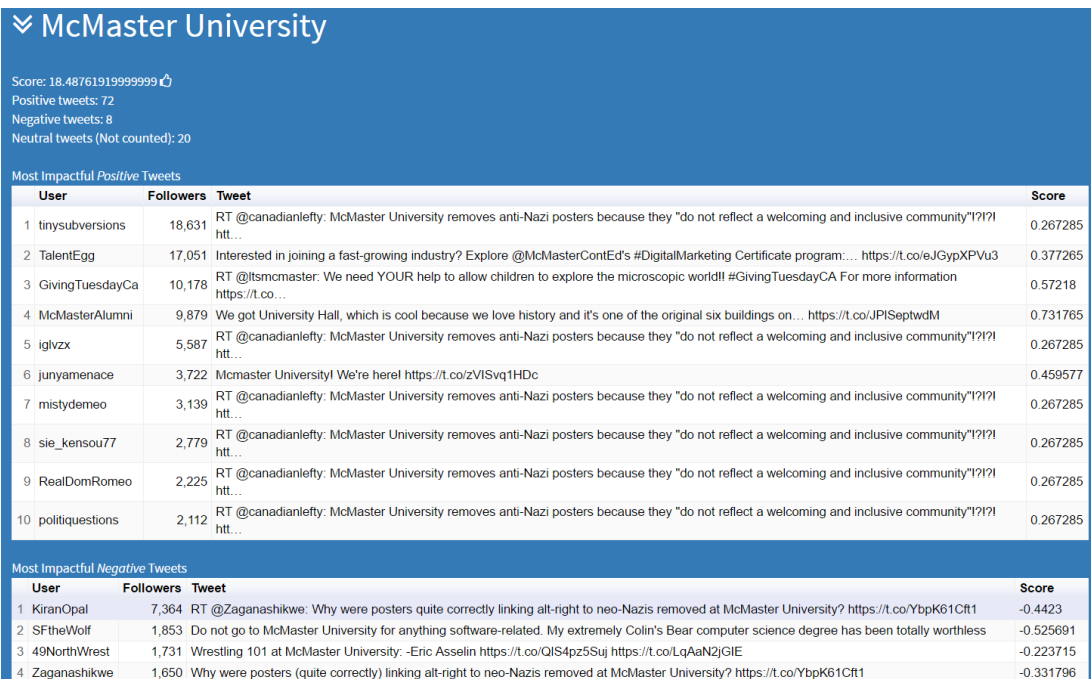 McMaster University
Score: 18.48761919999999
Positive tweets: 72
Negative tweets: 8
Neutral tweets (Not counted): 20
Most Impactful Positive Tweets
User Followers Tweet Score
1 tinysubversions 18,631 RT @canadianlefty: McMaster University removes anti-Nazi posters because they "do not reflect a welcoming and inclusive community"!?!?! 0.267285
htt…
2 TalentEgg 17,051 Interested in joining a fast-growing industry? Explore @McMasterContEd's #DigitalMarketing Certificate program:… https://t.co/eJGypXPVu3 0.377265
3 GivingTuesdayCa 10,178 RT @ltsmcmaster: We need YOUR help to allow children to explore the microscopic world!! #GivingTuesdayCA For more information 0.57218
https://t.co…
4 McMasterAlumni 9,879 We got University Hall, which is cool because we love history and it's one of the original six buildings on… https://t.co/JPlSeptwdM 0.731765
5 iglvzx 5,587 RT @canadianlefty: McMaster University removes anti-Nazi posters because they "do not reflect a welcoming and inclusive community"!?!?! 0.267285
htt…
6 junyamenace 3,722 Mcmaster University! We're here! https://t.co/zVlSvq1HDc 0.459577
7 mistydemeo 3,139 RT @canadianlefty: McMaster University removes anti-Nazi posters because they "do not reflect a welcoming and inclusive community"!?!?! 0.267285
htt…
8 sie_kensou77 2,779 RT @canadianlefty: McMaster University removes anti-Nazi posters because they "do not reflect a welcoming and inclusive community"!?!?! 0.267285
htt…
9 RealDomRomeo 2,225 RT @canadianlefty: McMaster University removes anti-Nazi posters because they "do not reflect a welcoming and inclusive community"!?!?! 0.267285
htt…
10 politiquestions 2,112 RT @canadianlefty: McMaster University removes anti-Nazi posters because they "do not reflect a welcoming and inclusive community"!?!?! 0.267285
htt…
Most Impactful Negative Tweets
User Followers Tweet Score
1 KiranOpal 7,364 RT @Zaganashikwe: Why were posters quite correctly linking alt-right to neo-Nazis removed at McMaster University? https://t.co/YbpK61Cft1 -0.4423
2 SFtheWolf 1,853 Do not go to McMaster University for anything software-related. My extremely Colin's Bear computer science degree has been totally worthless -0.525691
3 49NorthWrest 1,731 Wrestling 101 at McMaster University: -Eric Asselin https://t.co/QlS4pz5Suj https://t.co/LqAaN2jGlE -0.223715
4 Zaganashikwe 1,650 Why were posters (quite correctly) linking alt-right to neo-Nazis removed at McMaster University? https://t.co/YbpK61Cft1 -0.331796